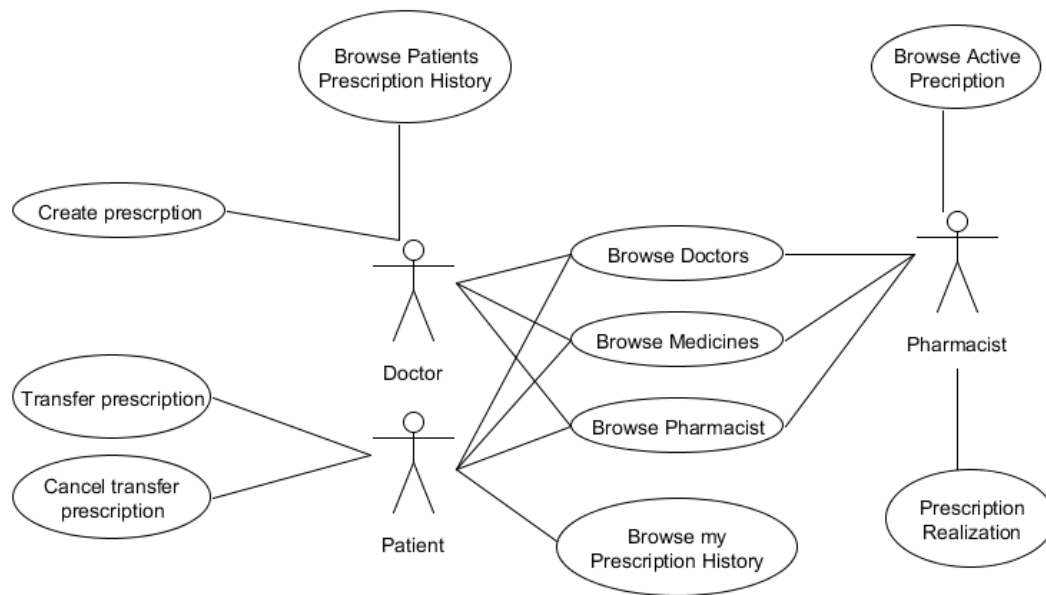 Browse Patients
Prescription History
Browse Active
Precription
Create prescrption
Browse Doctors
Browse Medicines
Pharmacist
Doctor
Transfer prescription
Browse Pharmacist
Cancel transfer
prescription
Patient
Browse my
Prescription History
Prescription
Realization